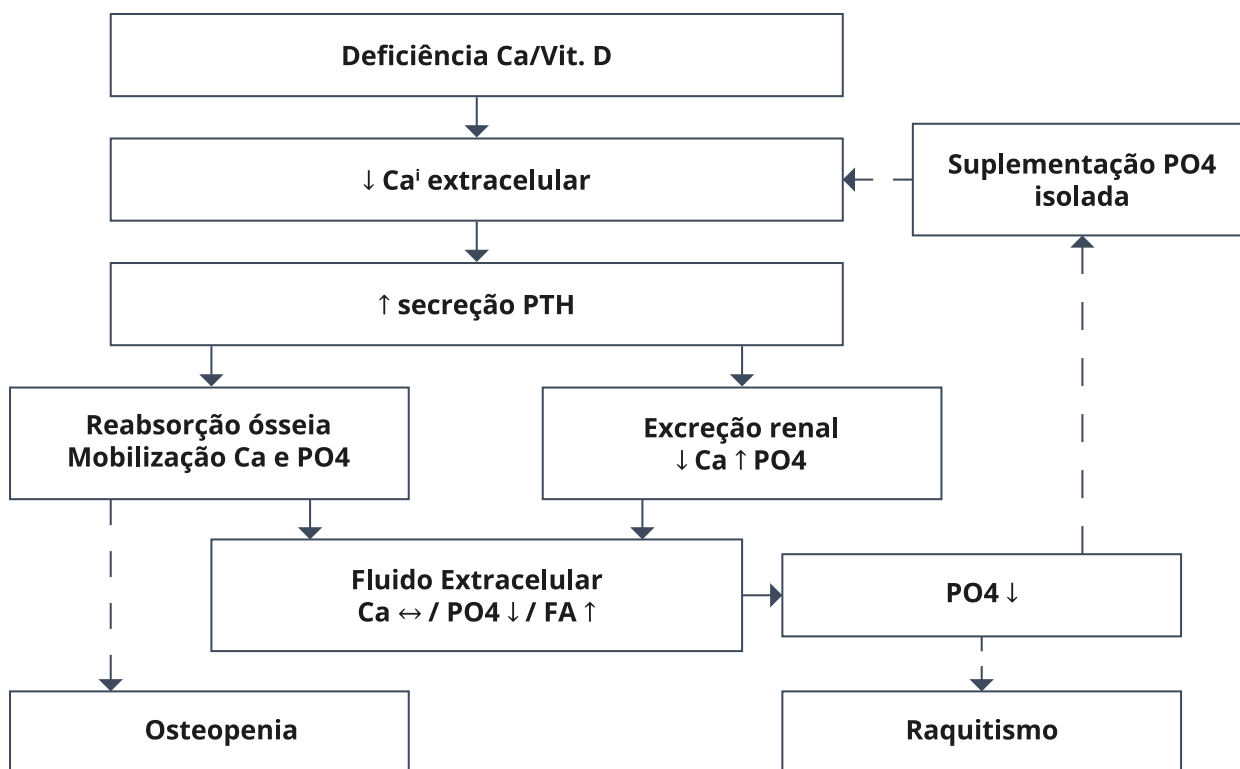 Deficiência Ca/Vit. D
↓ Caⁱ extracelular
Suplementação PO4
isolada
↑ secreção PTH
Reabsorção ósseia
Mobilização Ca e PO4
Excreção renal
↓ Ca ↑ PO4
Fluido Extracelular
Ca ↔ / PO4 ↓ / FA ↑
PO4 ↓
Osteopenia
Raquitismo